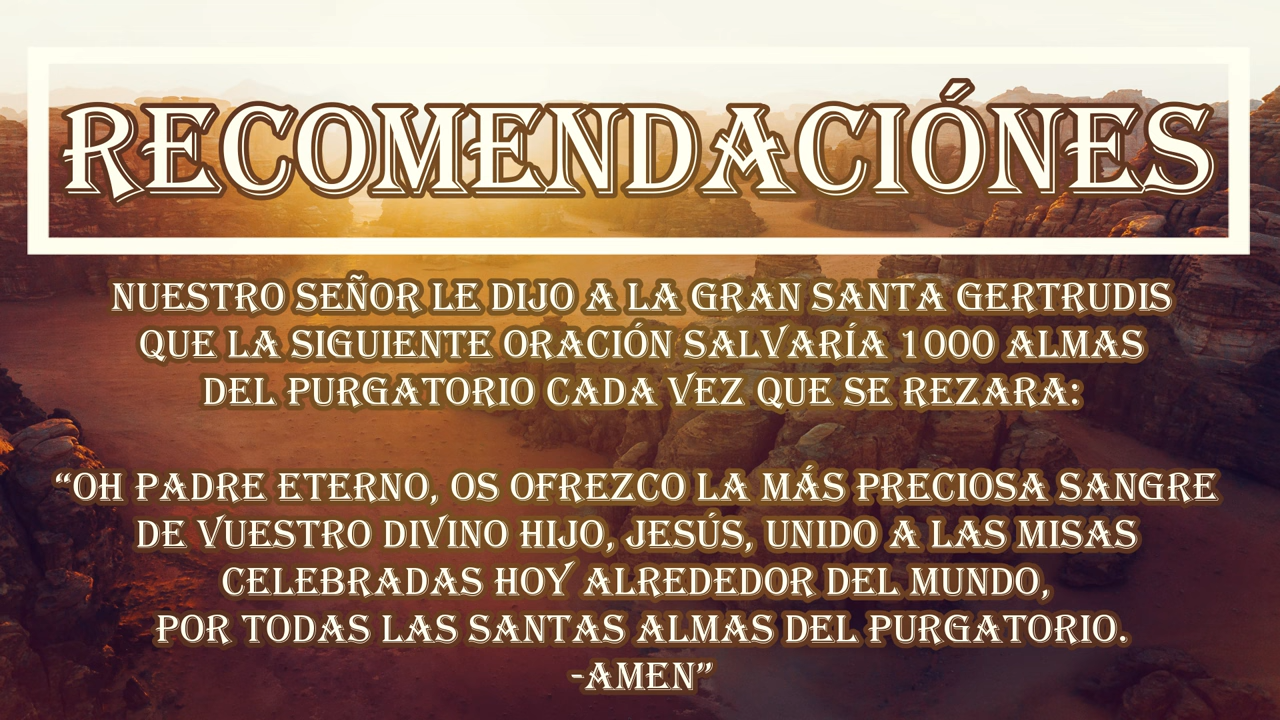 RECOMENDACIÓNES
NUESTRO SEÑOR LE DIJO A LA GRAN SANTA GERTRUDIS
QUE LA SIGUIENTE ORACIÓN SALVARÍA 1000 ALMAS
DEL PURGATORIO CADA VEZ QUE SE REZARA:
“OH PADRE ETERNO, OS OFREZCO LA MÁS PRECIOSA SANGRE
DE VUESTRO DIVINO HIJO, JESÚS, UNIDO A LAS MISAS
CELEBRADAS HOY ALREDEDOR DEL MUNDO,
POR TODAS LAS SANTAS ALMAS DEL PURGATORIO.
-AMEN”